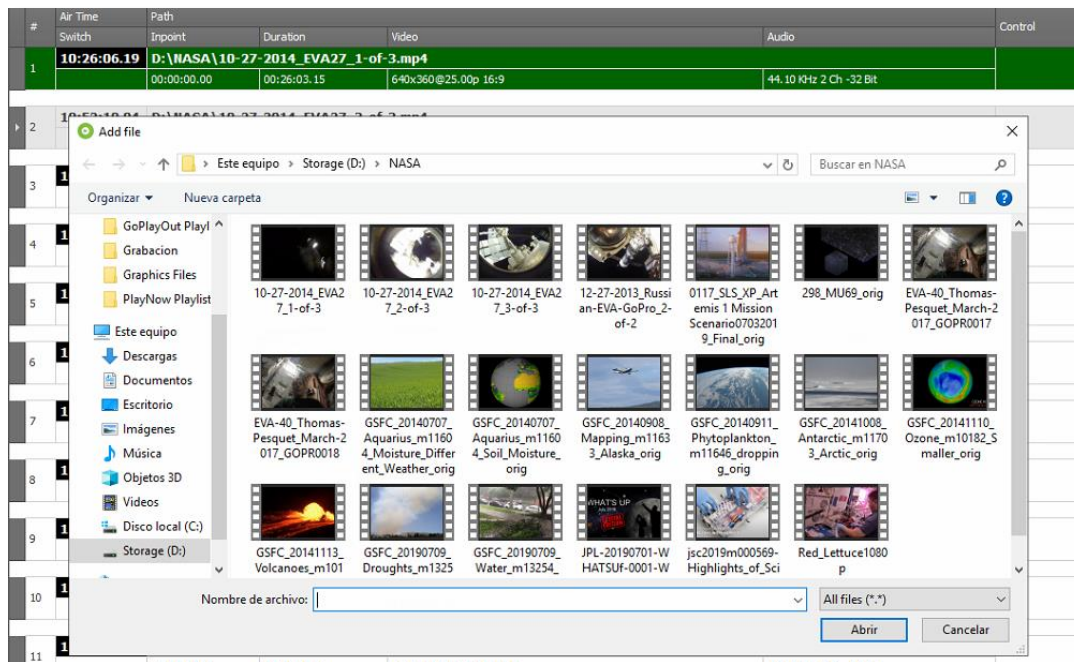 # Air Time Path Control
Switch Inpoint Duration Video Audio
1 10:26:06.19 D:\NASA\10-27-2014_EVA27_1-of-3.mp4
00:00:00.00 00:26:03.15 640x360@25.00p 16:9 44.10 KHz 2 Ch -32 Bit
2
Add file
Este equipo > Storage (D:) > NASA Buscar en NASA
3
Organizar Nueva carpeta
GoPlayOut Playl
Grabacion
Graphics Files
PlayNow Playlist
Este equipo
Descargas
Documentos
Escritorio
Imágenes
Música
Objetos 3D
Videos
Disco local (C:)
Storage (D:)
10-27-2014_EVA2
7_1-of-3
10-27-2014_EVA2
7_2-of-3
10-27-2014_EVA2
7_3-of-3
12-27-2013_Russi
an-EVA-GoPro_2-
of-2
0117_SLS_XP_Art
emis 1 Mission
Scenario0703201
9_Final_orig
298_MU69_orig
EVA-40_Thomas-
Pesquet_March-2
017_GOPR0017
EVA-40_Thomas-
Pesquet_March-2
017_GOPR0018
GSFC_20140707_
Aquarius_m1160
4_Moisture_Differ
ent_Weather_orig
GSFC_20140707_
Aquarius_m1160
4_Soil_Moisture_
orig
GSFC_20140908_
Mapping_m1163
3_Alaska_orig
GSFC_20140911_
Phytoplankton_
m11646_droppin
g_orig
GSFC_20141008_
Antarctic_m1170
3_Arctic_orig
GSFC_20141110_
Ozone_m10182_S
maller_orig
WHAT'S UP
GSFC_20141113_
Volcanoes_m101
GSFC_20190709_
Droughts_m1325
GSFC_20190709_
Water_m13254_
JPL-20190701-W
HATSUf-0001-W
jsc2019m000569-
Highlights_of_Sci
Red_Lettuce1080
p
4
5
6
7
8
9
10
11
Nombre de archivo: All files (*.*)
Abrir Cancelar